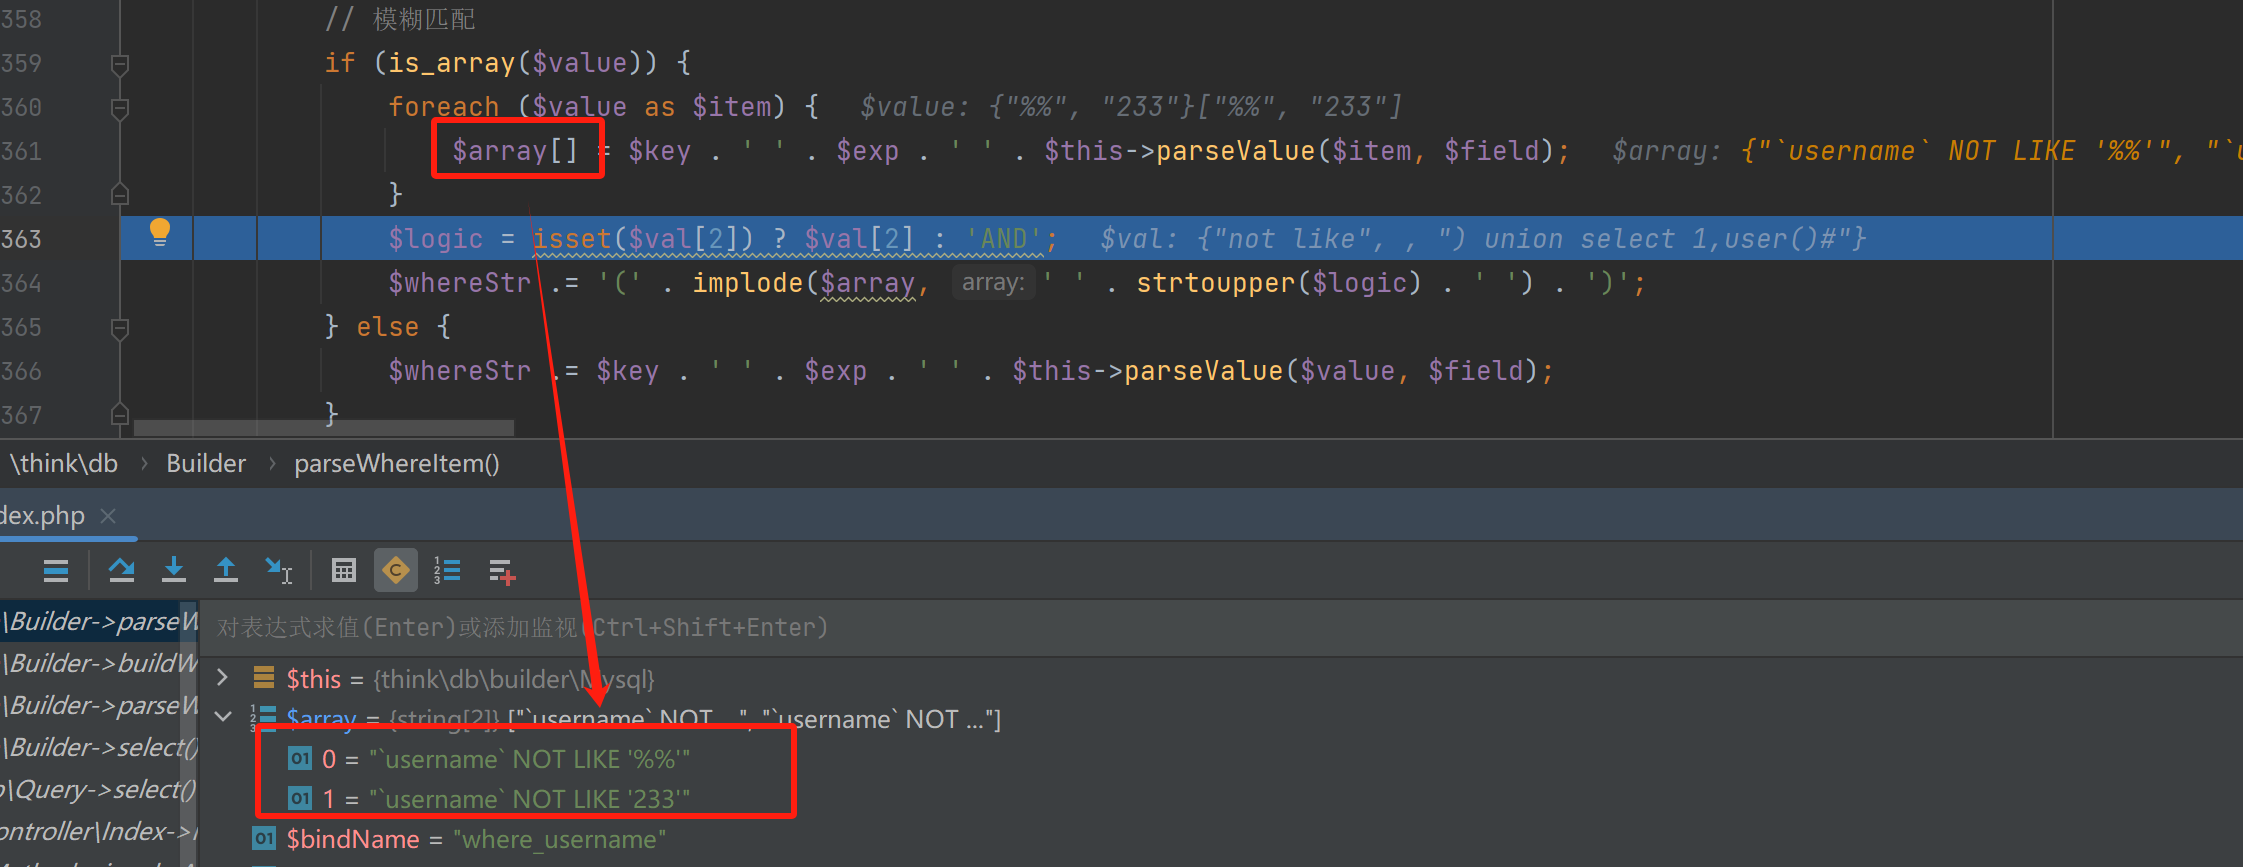 358 // 模糊匹配
359 if (is_array($value)) {
360 foreach ($value as $item) { $value: {"%%", "233"}["%%", "233"]
361 $array[] = $key . ' ' . $exp . ' ' . $this->parseValue($item, $field); $array: {"`username` NOT LIKE '%%'", "`u
362 }
363 $logic = isset($val[2]) ? $val[2] : 'AND'; $val: {"not like", , ") union select 1,user()#"}
364 $whereStr .= '(' . implode($array, array: ' ' . strtoupper($logic) . ' ') . ')';
365 } else {
366 $whereStr .= $key . ' ' . $exp . ' ' . $this->parseValue($value, $field);
367 }
\think\db › Builder › parseWhereItem()
dex.php
对表达式求值(Enter)或添加监视(Ctrl+Shift+Enter)
\Builder->parseW
\Builder->buildW
\Builder->parseW
\Builder->select()
\Query->select()
ontroller\Index->
$this = {think\db\builder\Mysql}
$array = {string[2]} ["`username` NOT ...", "`username` NOT ..."]
01 0 = "`username` NOT LIKE '%%'"
01 1 = "`username` NOT LIKE '233'"
01 $bindName = "where_username"